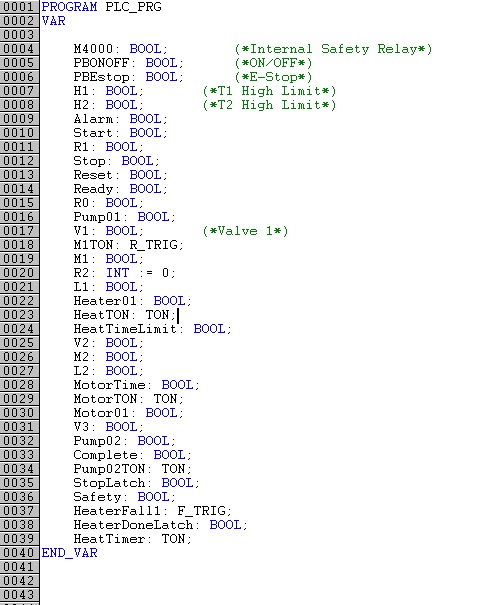 0001 PROGRAM PLC_PRG
0002 VAR
0003
0004 M4000: BOOL; (*Internal Safety Relay*)
0005 PBONOFF: BOOL; (*ON/OFF*)
0006 PBEstop: BOOL; (*E-Stop*)
0007 H1: BOOL; (*T1 High Limit*)
0008 H2: BOOL; (*T2 High Limit*)
0009 Alarm: BOOL;
0010 Start: BOOL;
0011 R1: BOOL;
0012 Stop: BOOL;
0013 Reset: BOOL;
0014 Ready: BOOL;
0015 R0: BOOL;
0016 Pump01: BOOL;
0017 V1: BOOL; (*Valve 1*)
0018 M1TON: R_TRIG;
0019 M1: BOOL;
0020 R2: INT := 0;
0021 L1: BOOL;
0022 Heater01: BOOL;
0023 HeatTON: TON;
0024 HeatTimeLimit: BOOL;
0025 V2: BOOL;
0026 M2: BOOL;
0027 L2: BOOL;
0028 MotorTime: BOOL;
0029 MotorTON: TON;
0030 Motor01: BOOL;
0031 V3: BOOL;
0032 Pump02: BOOL;
0033 Complete: BOOL;
0034 Pump02TON: TON;
0035 StopLatch: BOOL;
0036 Safety: BOOL;
0037 HeaterFall1: F_TRIG;
0038 HeaterDoneLatch: BOOL;
0039 HeatTimer: TON;
0040 END_VAR
0041
0042
0043